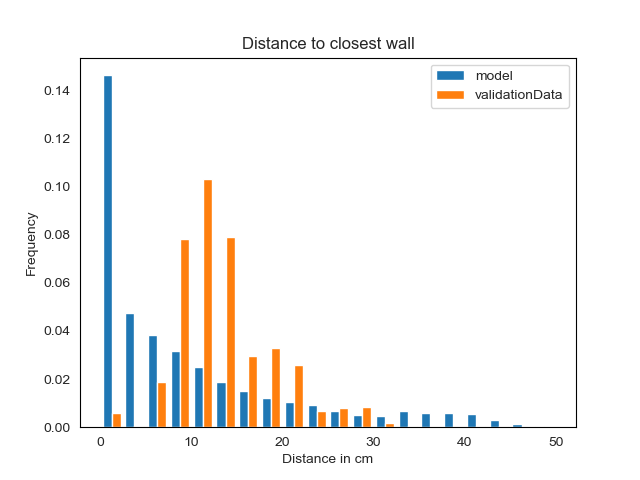 Distance to closest wall
model
validationData
0.14
0.12
0.10
0.08
0.06
0.04
0.02
0.00
Frequency
0 10 20 30 40 50
Distance in cm